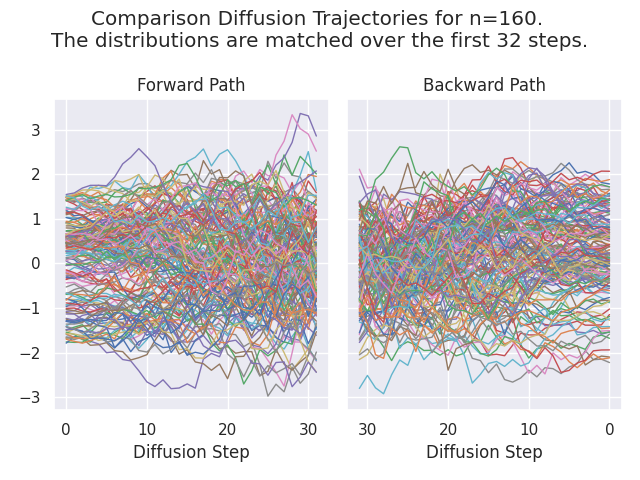 Comparison Diffusion Trajectories for n=160.
The distributions are matched over the first 32 steps.
Forward Path
Backward Path
3
2
1
0
−1
−2
−3
0 10 20 30
30 20 10 0
Diffusion Step
Diffusion Step